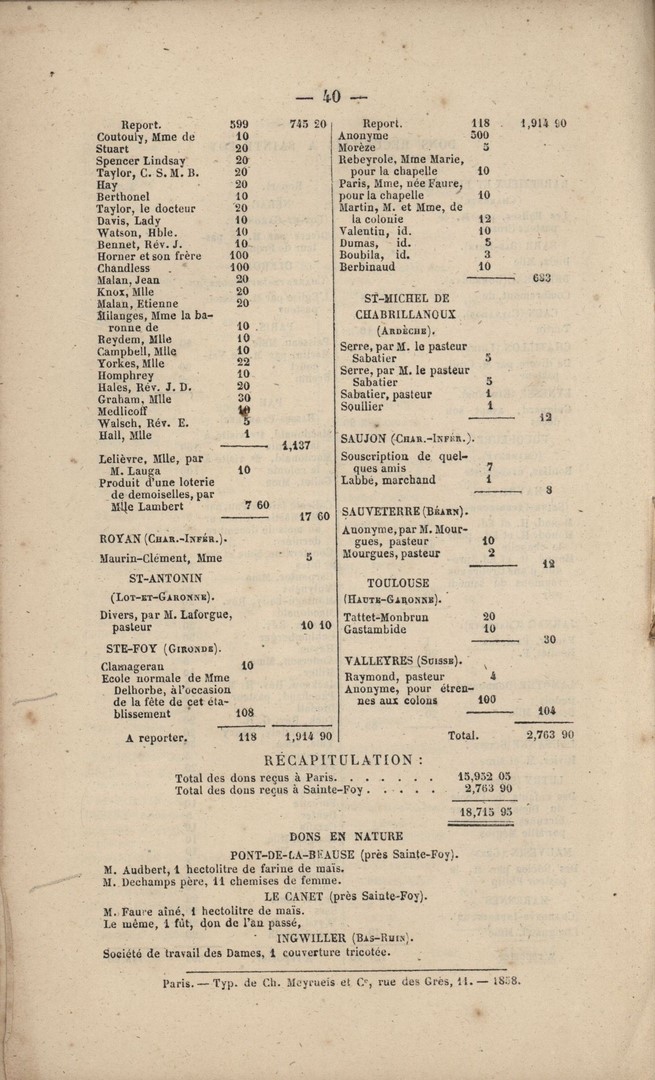 — 40 —
Report. 599 745 20
Coutouly, Mme de 10
Stuart 20
Spencer Lindsay 20
Taylor, C. S. M. B. 20
Hay 20
Berthonel 10
Taylor, le docteur 20
Davis, Lady 10
Watson, Hble. 10
Bennet, Rév. J. 10
Horner et son frère 100
Chandless 100
Malan, Jean 20
Knox, Mlle 20
Malan, Etienne 20
Milanges, Mme la ba-
ronne de 10
Reydem, Mlle 10
Campbell, Mlle 10
Yorkes, Mlle 22
Homphrey 10
Hales, Rév. J. D. 20
Graham, Mlle 30
Medlicoff
Walsch, Rév. E. 5
Hall, Mlle 1
1,137
Lelièvre, Mlle, par
M. Lauga 10
Produit d'une loterie
de demoiselles, par
Mlle Lambert 7 60
17 60
ROYAN (CHAR.-INFÉR.).
Maurin-Clément, Mme 5
ST-ANTONIN
(LOT-ET-GARONNE).
Divers, par M. Laforgue,
pasteur 10 10
STE-FOY (GIRONDE).
Clamageran 10
Ecole normale de Mme
Delhorbe, à l'occasion
de la fête de cet éta-
blissement 108
A reporter. 118 1,914 90
Report. 118 1,914 90
Anonyme 500
Morèze 5
Rebeyrole, Mme Marie,
pour la chapelle 10
Paris, Mme, née Faure,
pour la chapelle 10
Martin, M. et Mme, de
la colonie 12
Valentin, id. 10
Dumas, id. 5
Boubila, id. 3
Berbinaud 10
683
ST-MICHEL DE
CHABRILLANOUX
(ARDÈCHE).
Serre, par M. le pasteur
Sabatier 5
Serre, par M. le pasteur
Sabatier 5
Sabatier, pasteur 1
Soullier 1
12
SAUJON (CHAR.-INFÉR.).
Souscription de quel-
ques amis 7
Labbé, marchand 1
8
SAUVETERRE (BÉARN).
Anonyme, par M. Mour-
gues, pasteur 10
Mourgues, pasteur 2
12
TOULOUSE
(HAUTE-GARONNE).
Tattet-Monbrun 20
Gastambide 10
30
VALLEYRES (SUISSE).
Raymond, pasteur 4
Anonyme, pour étren-
nes aux colons 100
104
Total. 2,763 90
RÉCAPITULATION :
Total des dons reçus à Paris. . . . . . . 15,952 05
Total des dons reçus à Sainte-Foy . . . . . 2,763 90
18,715 95
DONS EN NATURE
PONT-DE-LA-BEAUSE (près Sainte-Foy).
M. Audbert, 1 hectolitre de farine de maïs.
M. Dechamps père, 11 chemises de femme.
LE CANET (près Sainte-Foy).
M. Faure aîné, 1 hectolitre de maïs.
Le même, 1 fût, don de l'an passé,
INGWILLER (BAS-RHIN).
Société de travail des Dames, 1 couverture tricotée.
Paris. — Typ. de Ch. Meyrueis et Ce, rue des Grès, 11. — 1858.